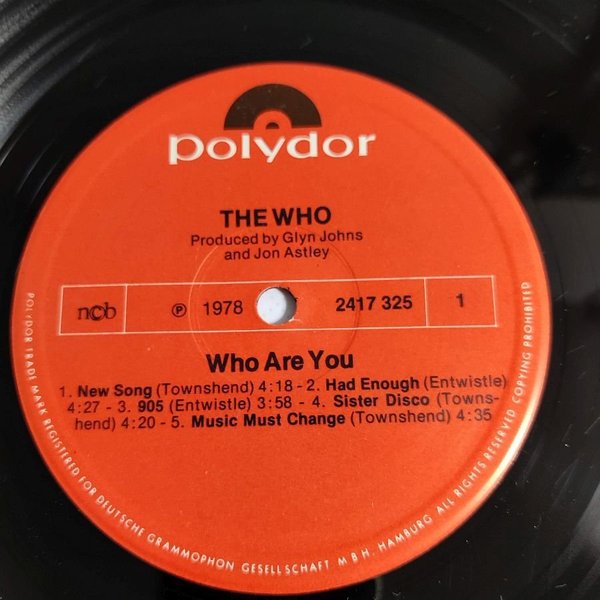 polydor
THE WHO
Produced by Glyn Johns
and Jon Astley
ncb ℗ 1978 2417 325 1
Who Are You
1. New Song (Townshend) 4:18 - 2. Had Enough (Entwistle)
4:27 - 3. 905 (Entwistle) 3:58 - 4. Sister Disco (Towns-
hend) 4:20 - 5. Music Must Change (Townshend) 4:35
POLYDOR TRADE MARK REGISTERED FOR DEUTSCHE GRAMMOPHON GESELLSCHAFT M B H · HAMBURG ALL RIGHTS RESERVED COPYING PROHIBITED